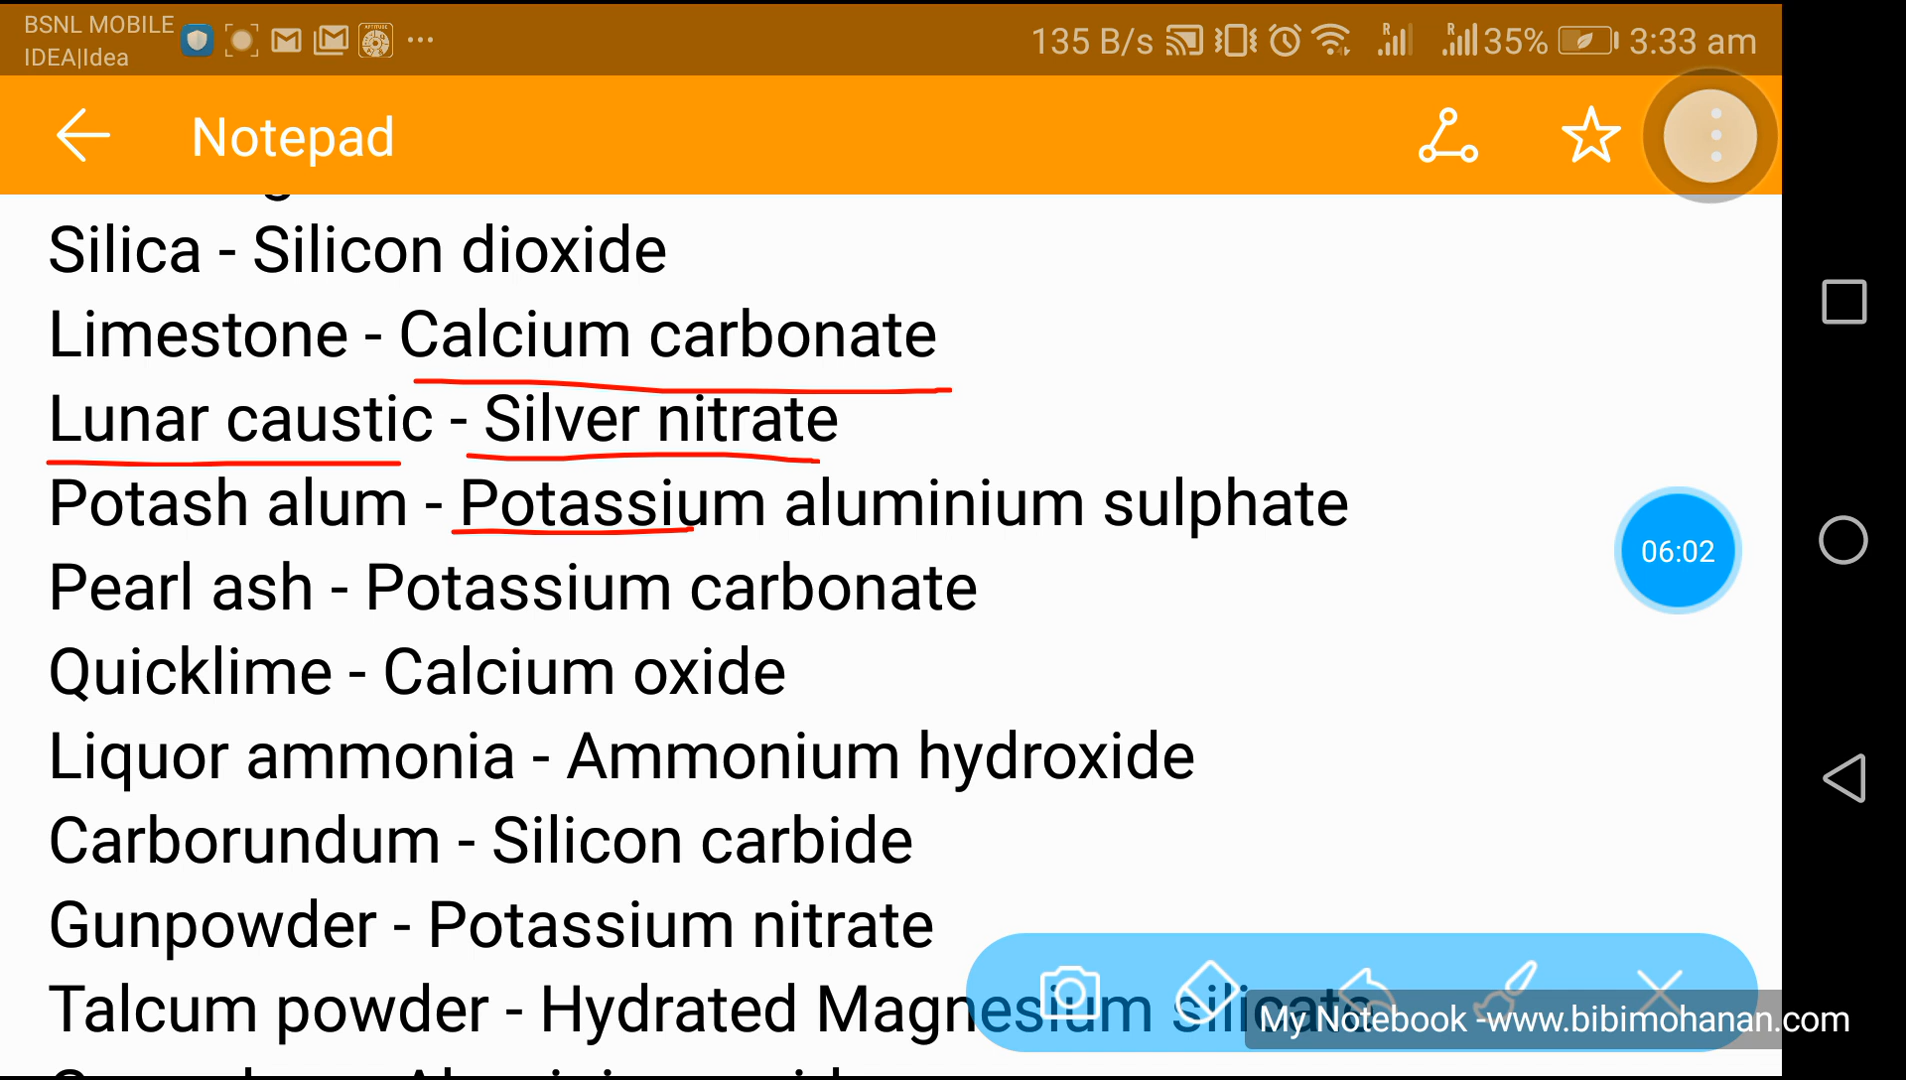 BSNL MOBILE
IDEA|Idea
135 B/s
35%
3:33 am
Notepad
Silica - Silicon dioxide
Limestone - Calcium carbonate
Lunar caustic - Silver nitrate
Potash alum - Potassium aluminium sulphate
Pearl ash - Potassium carbonate
06:02
Quicklime - Calcium oxide
Liquor ammonia - Ammonium hydroxide
Carborundum - Silicon carbide
Gunpowder - Potassium nitrate
Talcum powder - Hydrated Magnesium silicate
My Notebook -www.bibimohanan.com